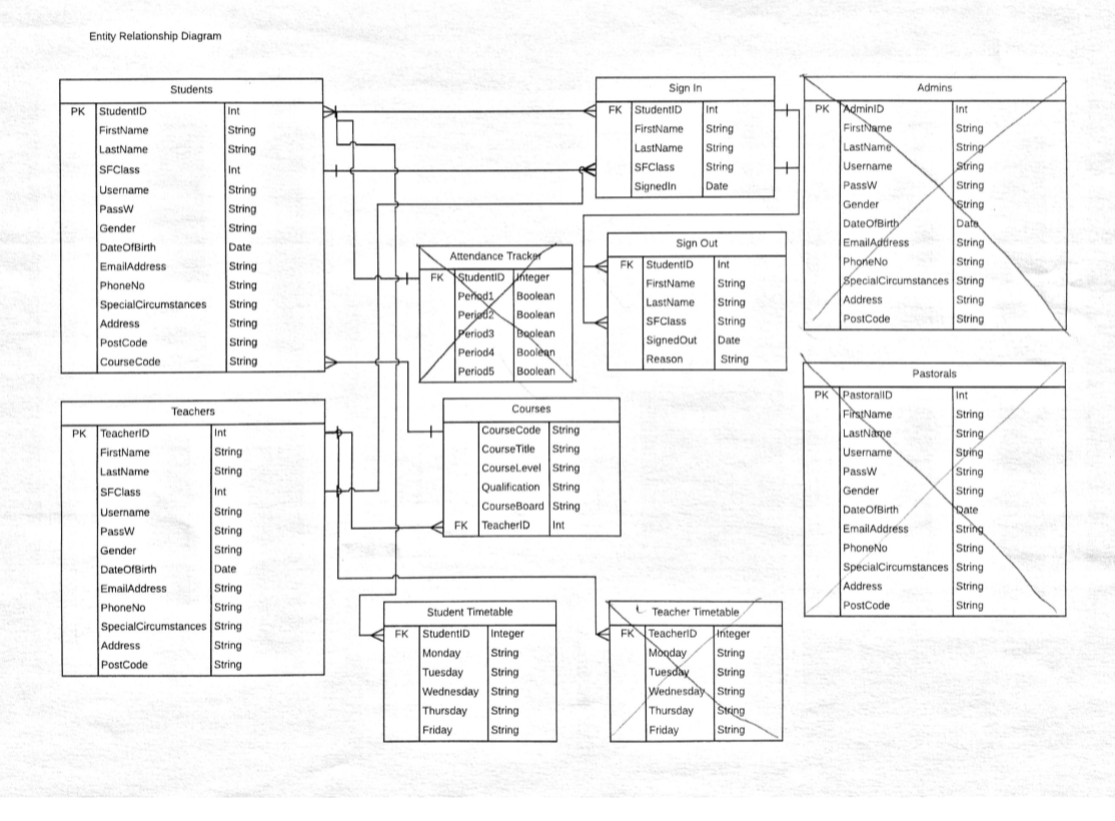 Entity Relationship Diagram
Students
PK StudentID Int
FirstName String
LastName String
SFClass Int
Username String
PassW String
Gender String
DateOfBirth Date
EmailAddress String
PhoneNo String
SpecialCircumstances String
Address String
PostCode String
CourseCode String
Sign In
FK StudentID Int
FirstName String
LastName String
SFClass String
SignedIn Date
Admins
PK AdminID Int
FirstName String
LastName String
Username String
PassW String
Gender String
DateOfBirth Date
EmailAddress String
PhoneNo String
SpecialCircumstances String
Address String
PostCode String
Attendance Tracker
FK StudentID Integer
Period1 Boolean
Period2 Boolean
Period3 Boolean
Period4 Boolean
Period5 Boolean
Sign Out
FK StudentID Int
FirstName String
LastName String
SFClass String
SignedOut Date
Reason String
Teachers
PK TeacherID Int
FirstName String
LastName String
SFClass Int
Username String
PassW String
Gender String
DateOfBirth Date
EmailAddress String
PhoneNo String
SpecialCircumstances String
Address String
PostCode String
Courses
CourseCode String
CourseTitle String
CourseLevel String
Qualification String
CourseBoard String
FK TeacherID Int
Pastorals
PK PastoralID Int
FirstName String
LastName String
Username String
PassW String
Gender String
DateOfBirth Date
EmailAddress String
PhoneNo String
SpecialCircumstances String
Address String
PostCode String
Student Timetable
FK StudentID Integer
Monday String
Tuesday String
Wednesday String
Thursday String
Friday String
Teacher Timetable
FK TeacherID Integer
Monday String
Tuesday String
Wednesday String
Thursday String
Friday String